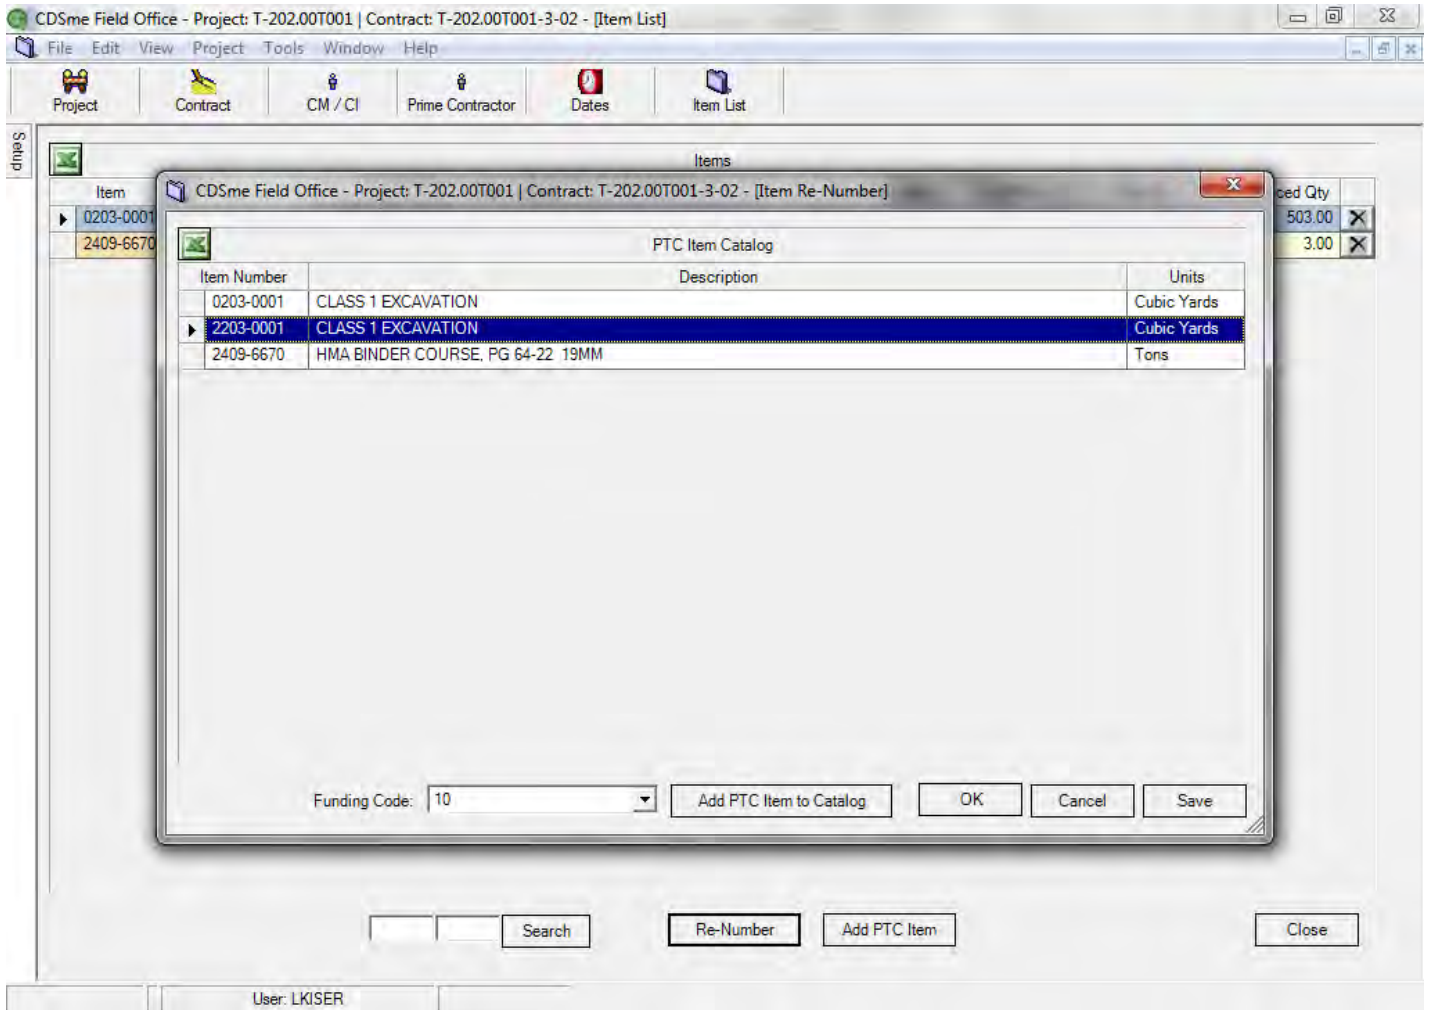 CDSme Field Office - Project: T-202.00T001 | Contract: T-202.00T001-3-02 - [Item List]
File Edit View Project Tools Window Help
Project Contract CM / CI Prime Contractor Dates Item List
Setup
Items
Item ced Qty
0203-0001 503.00
2409-6670 3.00
CDSme Field Office - Project: T-202.00T001 | Contract: T-202.00T001-3-02 - [Item Re-Number]
PTC Item Catalog
Item Number Description Units
0203-0001 CLASS 1 EXCAVATION Cubic Yards
2203-0001 CLASS 1 EXCAVATION Cubic Yards
2409-6670 HMA BINDER COURSE, PG 64-22 19MM Tons
Funding Code: 10 Add PTC Item to Catalog OK Cancel Save
Search Re-Number Add PTC Item Close
User: LKISER